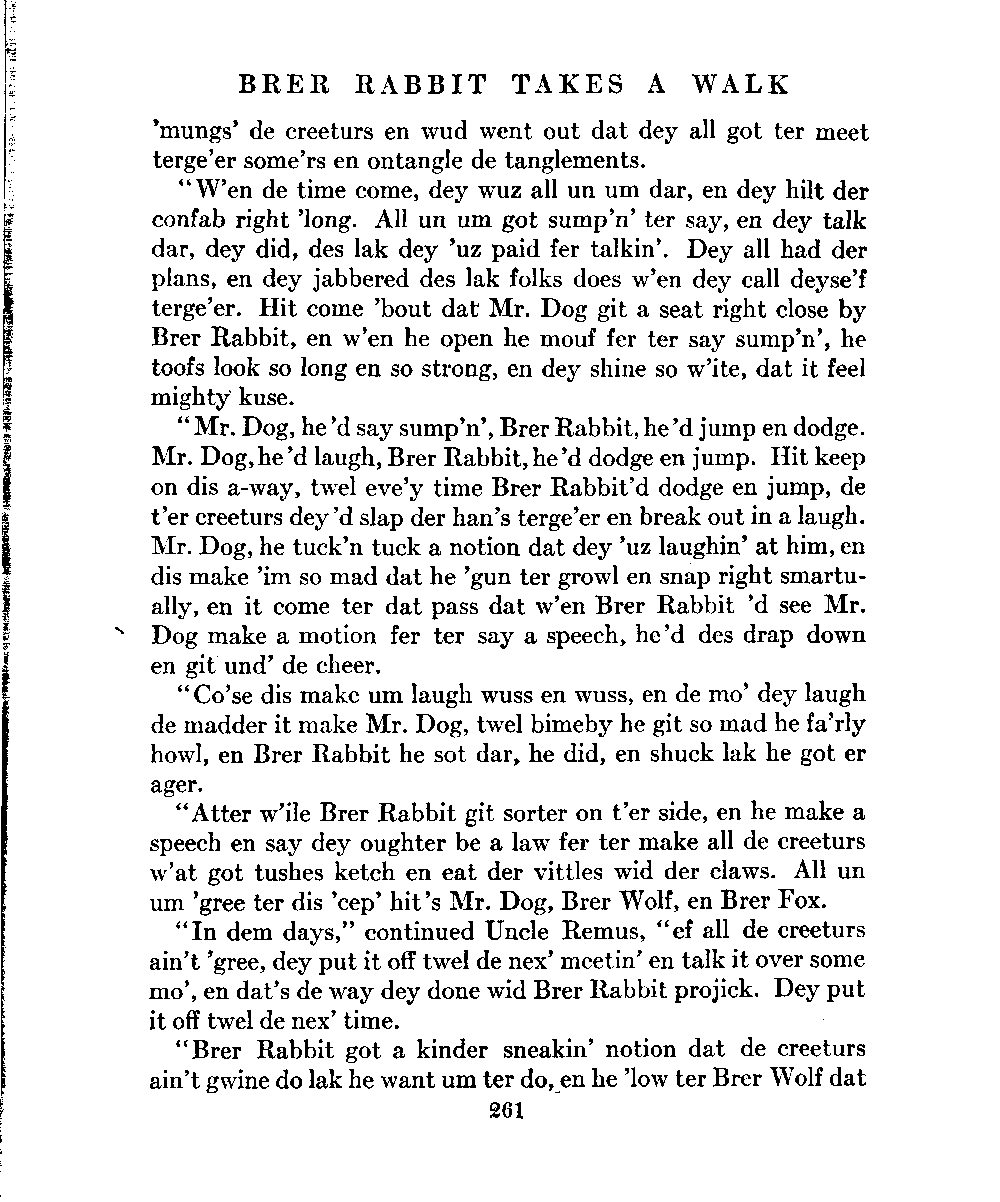 BRER RABBIT TAKES A WALK
'mungs' de creeturs en wud went out dat dey all got ter meet
terge'er some'rs en ontangle de tanglements.
"W'en de time come, dey wuz all un um dar, en dey hilt der
confab right 'long. All un um got sump'n' ter say, en dey talk
dar, dey did, des lak dey 'uz paid fer talkin'. Dey all had der
plans, en dey jabbered des lak folks does w'en dey call deyse'f
terge'er. Hit come 'bout dat Mr. Dog git a seat right close by
Brer Rabbit, en w'en he open he mouf fer ter say sump'n', he
toofs look so long en so strong, en dey shine so w'ite, dat it feel
mighty kuse.
"Mr. Dog, he'd say sump'n', Brer Rabbit, he'd jump en dodge.
Mr. Dog, he'd laugh, Brer Rabbit, he'd dodge en jump. Hit keep
on dis a-way, twel eve'y time Brer Rabbit'd dodge en jump, de
t'er creeturs dey'd slap der han's terge'er en break out in a laugh.
Mr. Dog, he tuck'n tuck a notion dat dey 'uz laughin' at him, en
dis make 'im so mad dat he 'gun ter growl en snap right smartu-
ally, en it come ter dat pass dat w'en Brer Rabbit 'd see Mr.
Dog make a motion fer ter say a speech, he'd des drap down
en git und' de cheer.
"Co'se dis make um laugh wuss en wuss, en de mo' dey laugh
de madder it make Mr. Dog, twel bimeby he git so mad he fa'rly
howl, en Brer Rabbit he sot dar, he did, en shuck lak he got er
ager.
"Atter w'ile Brer Rabbit git sorter on t'er side, en he make a
speech en say dey oughter be a law fer ter make all de creeturs
w'at got tushes ketch en eat der vittles wid der claws. All un
um 'gree ter dis 'cep' hit's Mr. Dog, Brer Wolf, en Brer Fox.
"In dem days," continued Uncle Remus, "ef all de creeturs
ain't 'gree, dey put it off twel de nex' meetin' en talk it over some
mo', en dat's de way dey done wid Brer Rabbit projick. Dey put
it off twel de nex' time.
"Brer Rabbit got a kinder sneakin' notion dat de creeturs
ain't gwine do lak he want um ter do, en he 'low ter Brer Wolf dat
261